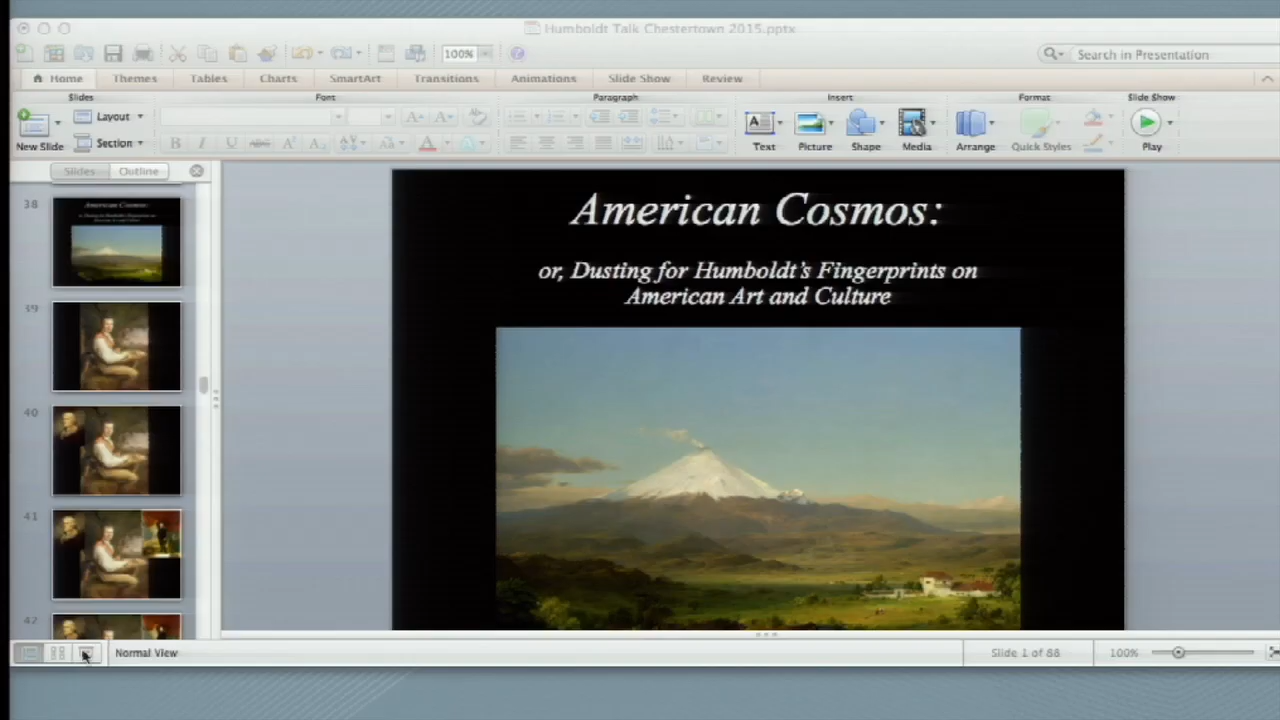 Humboldt Talk Chestertown 2015.pptx
100%
Search in Presentation
Home Themes Tables Charts SmartArt Transitions Animations Slide Show Review
Slides Font Paragraph Insert Format Slide Show
New Slide
Layout
Section
B I U ABC A² A₂
Text Picture Shape Media Arrange Quick Styles Play
Slides Outline
38
39
40
41
42
American Cosmos:
or, Dusting for Humboldt's Fingerprints on
American Art and Culture
Normal View
Slide 1 of 88
100%